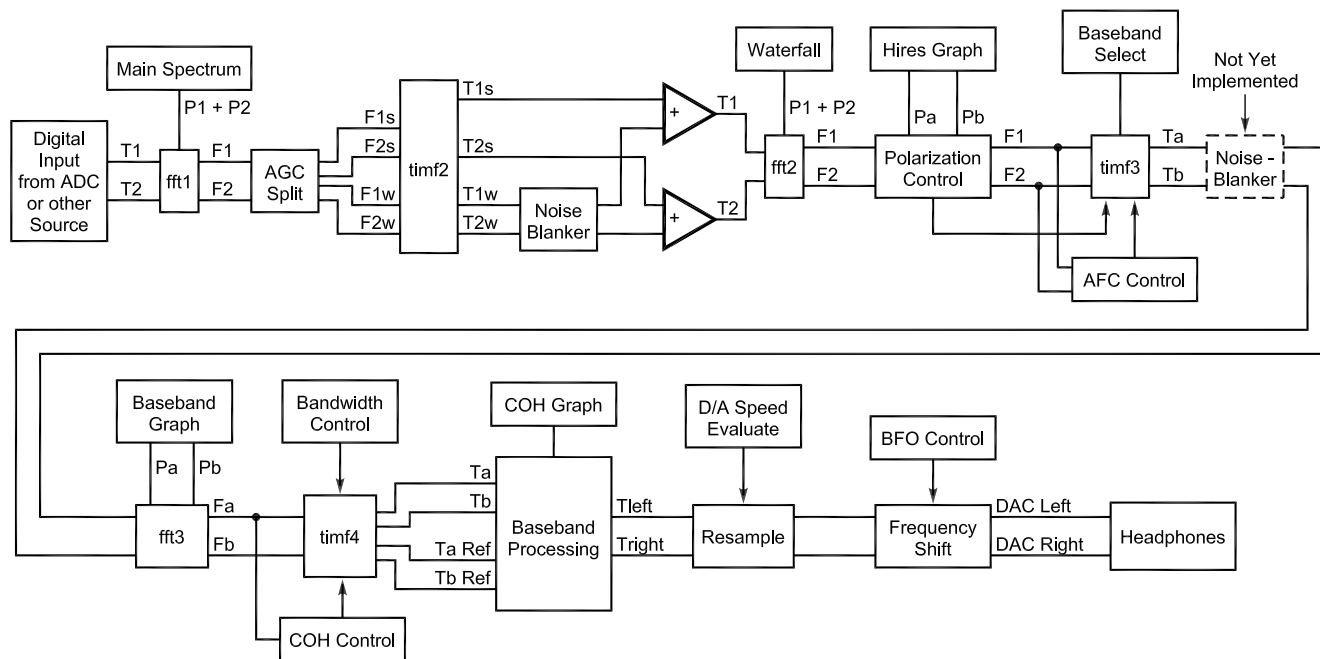 Main Spectrum
P1 + P2
Digital
Input
from ADC
or other
Source
T1
T2
fft1
F1
F2
AGC
Split
F1s
F2s
F1w
F2w
timf2
T1s
T2s
T1w
T2w
Noise
Blanker
+
+
T1
T2
Waterfall
P1 + P2
fft2
F1
F2
Hires Graph
Pa
Pb
Polarization
Control
F1
F2
Baseband
Select
timf3
AFC Control
Ta
Tb
Not Yet
Implemented
Noise -
Blanker
Baseband
Graph
Pa
Pb
fft3
Fa
Fb
Bandwidth
Control
timf4
COH Control
Ta
Tb
Ta Ref
Tb Ref
COH Graph
Baseband
Processing
Tleft
Tright
D/A Speed
Evaluate
Resample
BFO Control
Frequency
Shift
DAC Left
DAC Right
Headphones